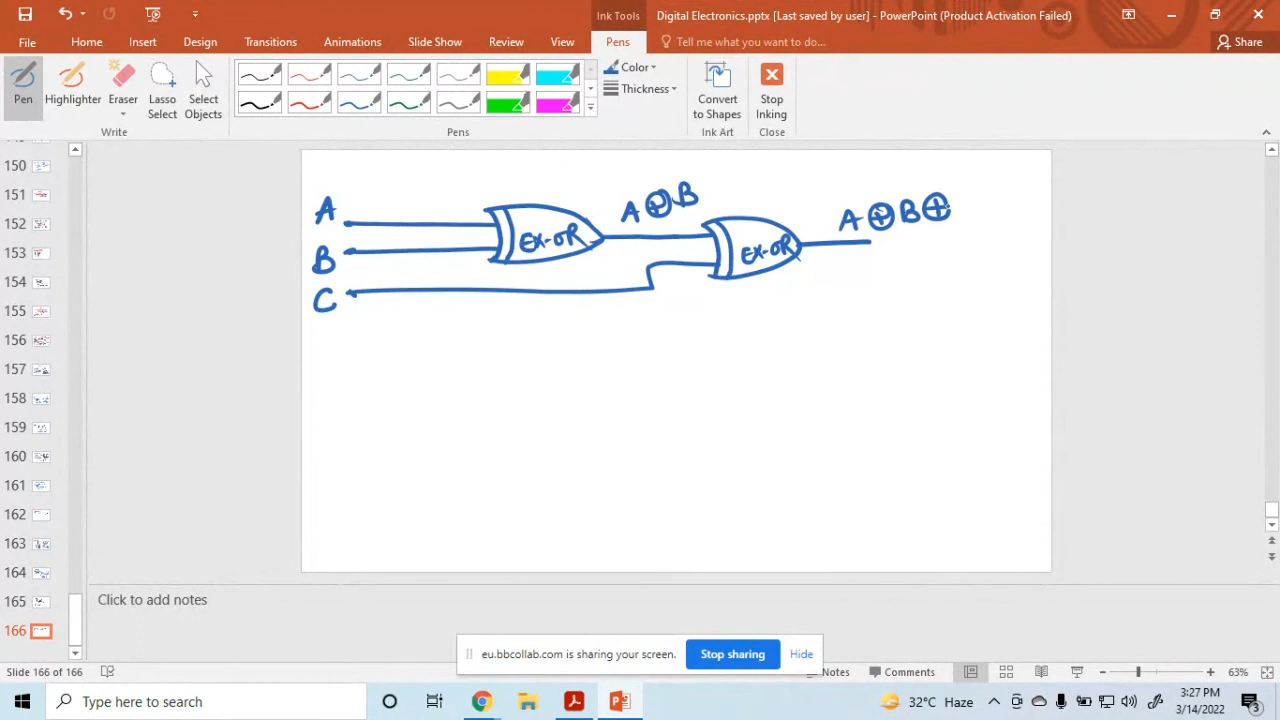 Ink Tools
Digital Electronics.pptx [Last saved by user] - PowerPoint (Product Activation Failed)
File Home Insert Design Transitions Animations Slide Show Review View Pens Tell me what you want to do... Share
Pen Highlighter Eraser Lasso Select Select Objects
Color
Thickness
Convert to Shapes
Stop Inking
Write Pens Ink Art Close
150
151
152
153
154
155
156
157
158
159
160
161
162
163
164
165
166
A
B
C
EX-OR
A ⊕ B
EX-OR
A ⊕ B ⊕
Click to add notes
eu.bbcollab.com is sharing your screen. Stop sharing Hide
Slide 166 of 166 Notes Comments 63%
Type here to search
32°C Haze
3:27 PM
3/14/2022
3